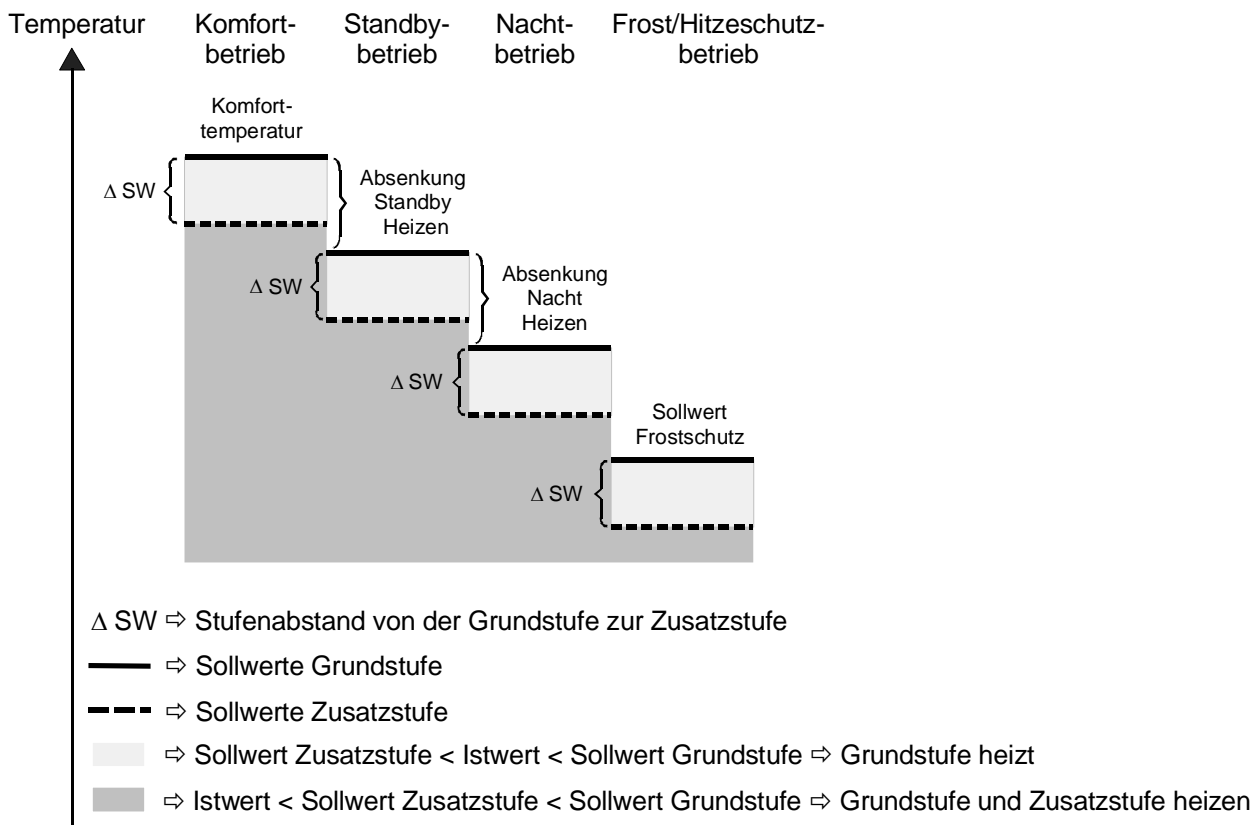 Temperatur
Komfort-
betrieb
Standby-
betrieb
Nacht-
betrieb
Frost/Hitzeschutz-
betrieb
Komfort-
temperatur
Δ SW
Absenkung
Standby
Heizen
Δ SW
Absenkung
Nacht
Heizen
Δ SW
Sollwert
Frostschutz
Δ SW
Δ SW ⇨ Stufenabstand von der Grundstufe zur Zusatzstufe
⇨ Sollwerte Grundstufe
⇨ Sollwerte Zusatzstufe
⇨ Sollwert Zusatzstufe < Istwert < Sollwert Grundstufe ⇨ Grundstufe heizt
⇨ Istwert < Sollwert Zusatzstufe < Sollwert Grundstufe ⇨ Grundstufe und Zusatzstufe heizen